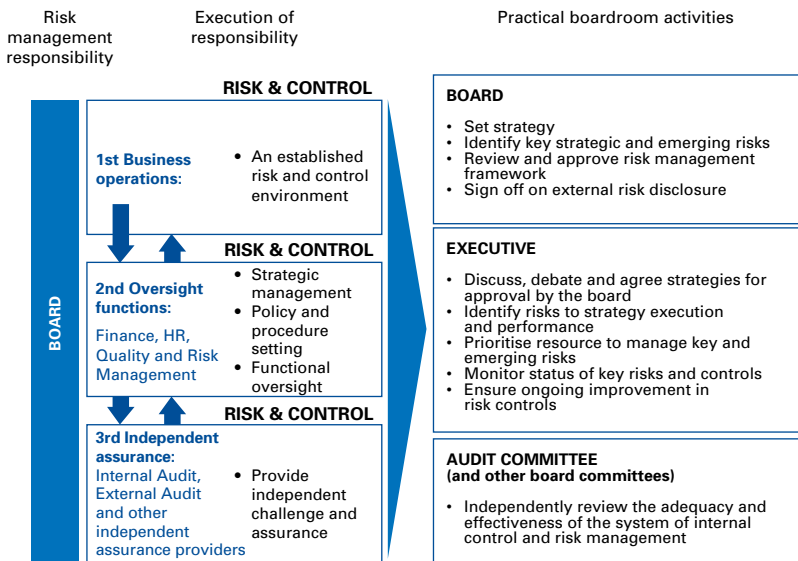 Risk
management
responsibility
Execution of
responsibility
Practical boardroom activities
BOARD
RISK & CONTROL
1st Business
operations:
• An established
risk and control
environment
RISK & CONTROL
2nd Oversight
functions:
Finance, HR,
Quality and Risk
Management
• Strategic
management
• Policy and
procedure
setting
• Functional
oversight
RISK & CONTROL
3rd Independent
assurance:
Internal Audit,
External Audit
and other
independent
assurance providers
• Provide
independent
challenge and
assurance
BOARD
• Set strategy
• Identify key strategic and emerging risks
• Review and approve risk management
framework
• Sign off on external risk disclosure
EXECUTIVE
• Discuss, debate and agree strategies for
approval by the board
• Identify risks to strategy execution
and performance
• Prioritise resource to manage key and
emerging risks
• Monitor status of key risks and controls
• Ensure ongoing improvement in
risk controls
AUDIT COMMITTEE
(and other board committees)
• Independently review the adequacy and
effectiveness of the system of internal
control and risk management